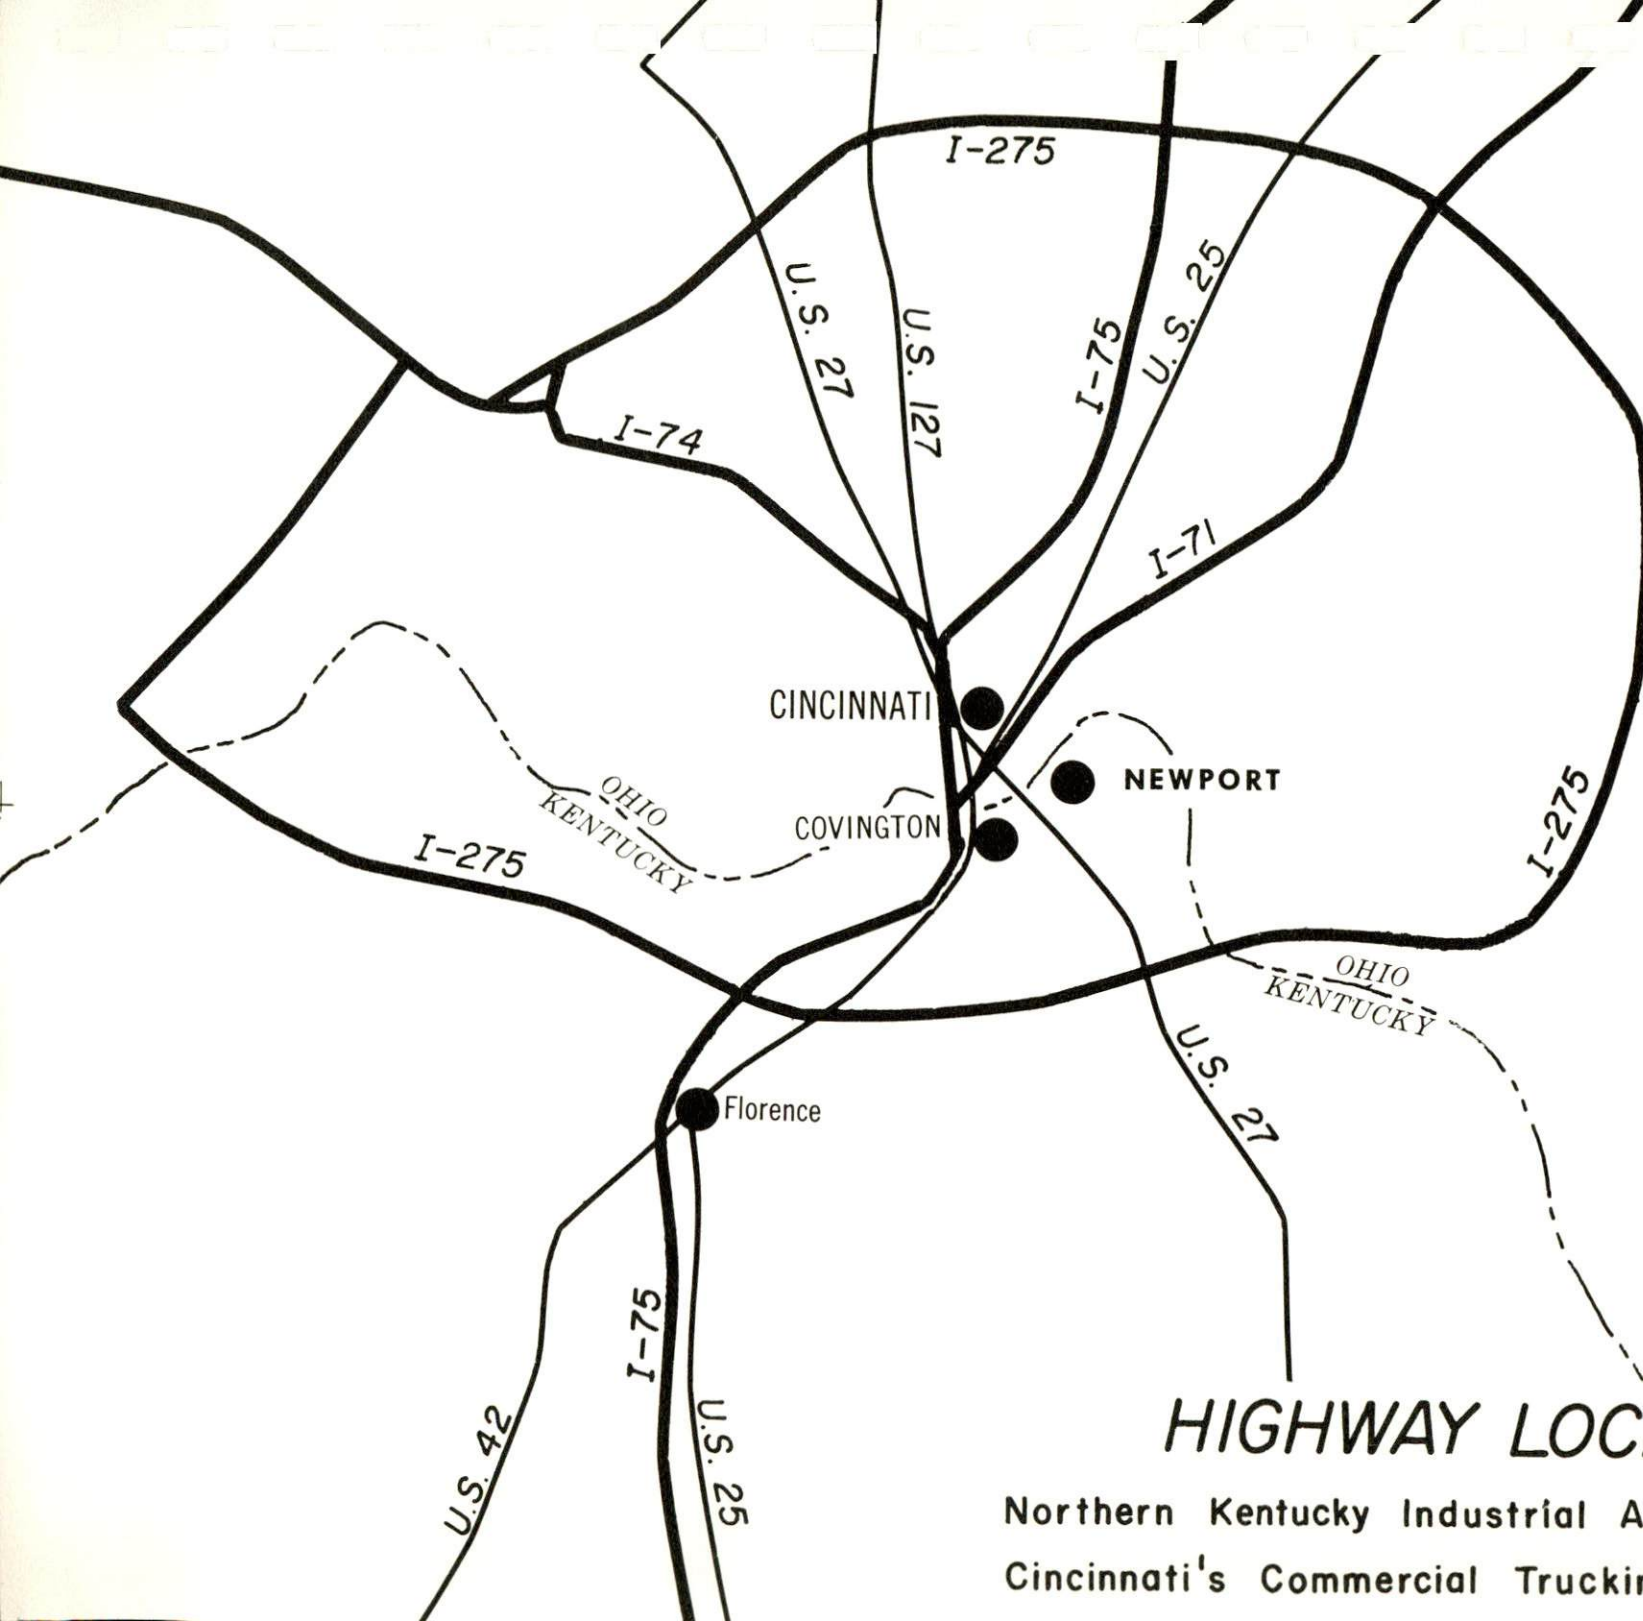 I-275
U.S. 27
U.S. 127
I-75
U.S. 25
I-74
I-71
CINCINNATI
NEWPORT
COVINGTON
OHIO
KENTUCKY
I-275
I-275
OHIO
KENTUCKY
U.S. 27
Florence
I-75
U.S. 42
U.S. 25
HIGHWAY LOC
Northern Kentucky Industrial A
Cincinnati's Commercial Truckin